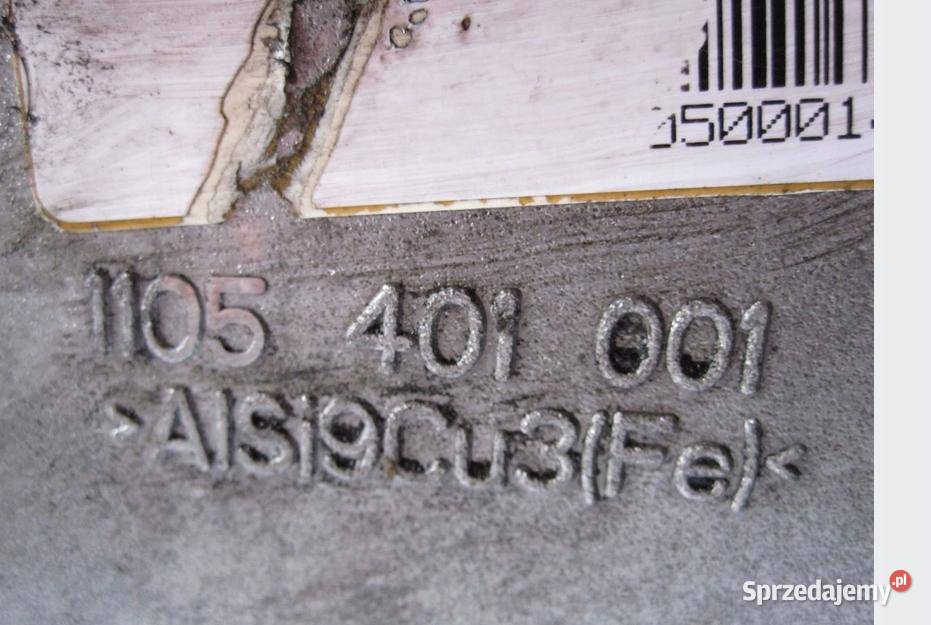 50001
1105 401 001
>AlSi9Cu3(Fe)<
Sprzedajemy.pl